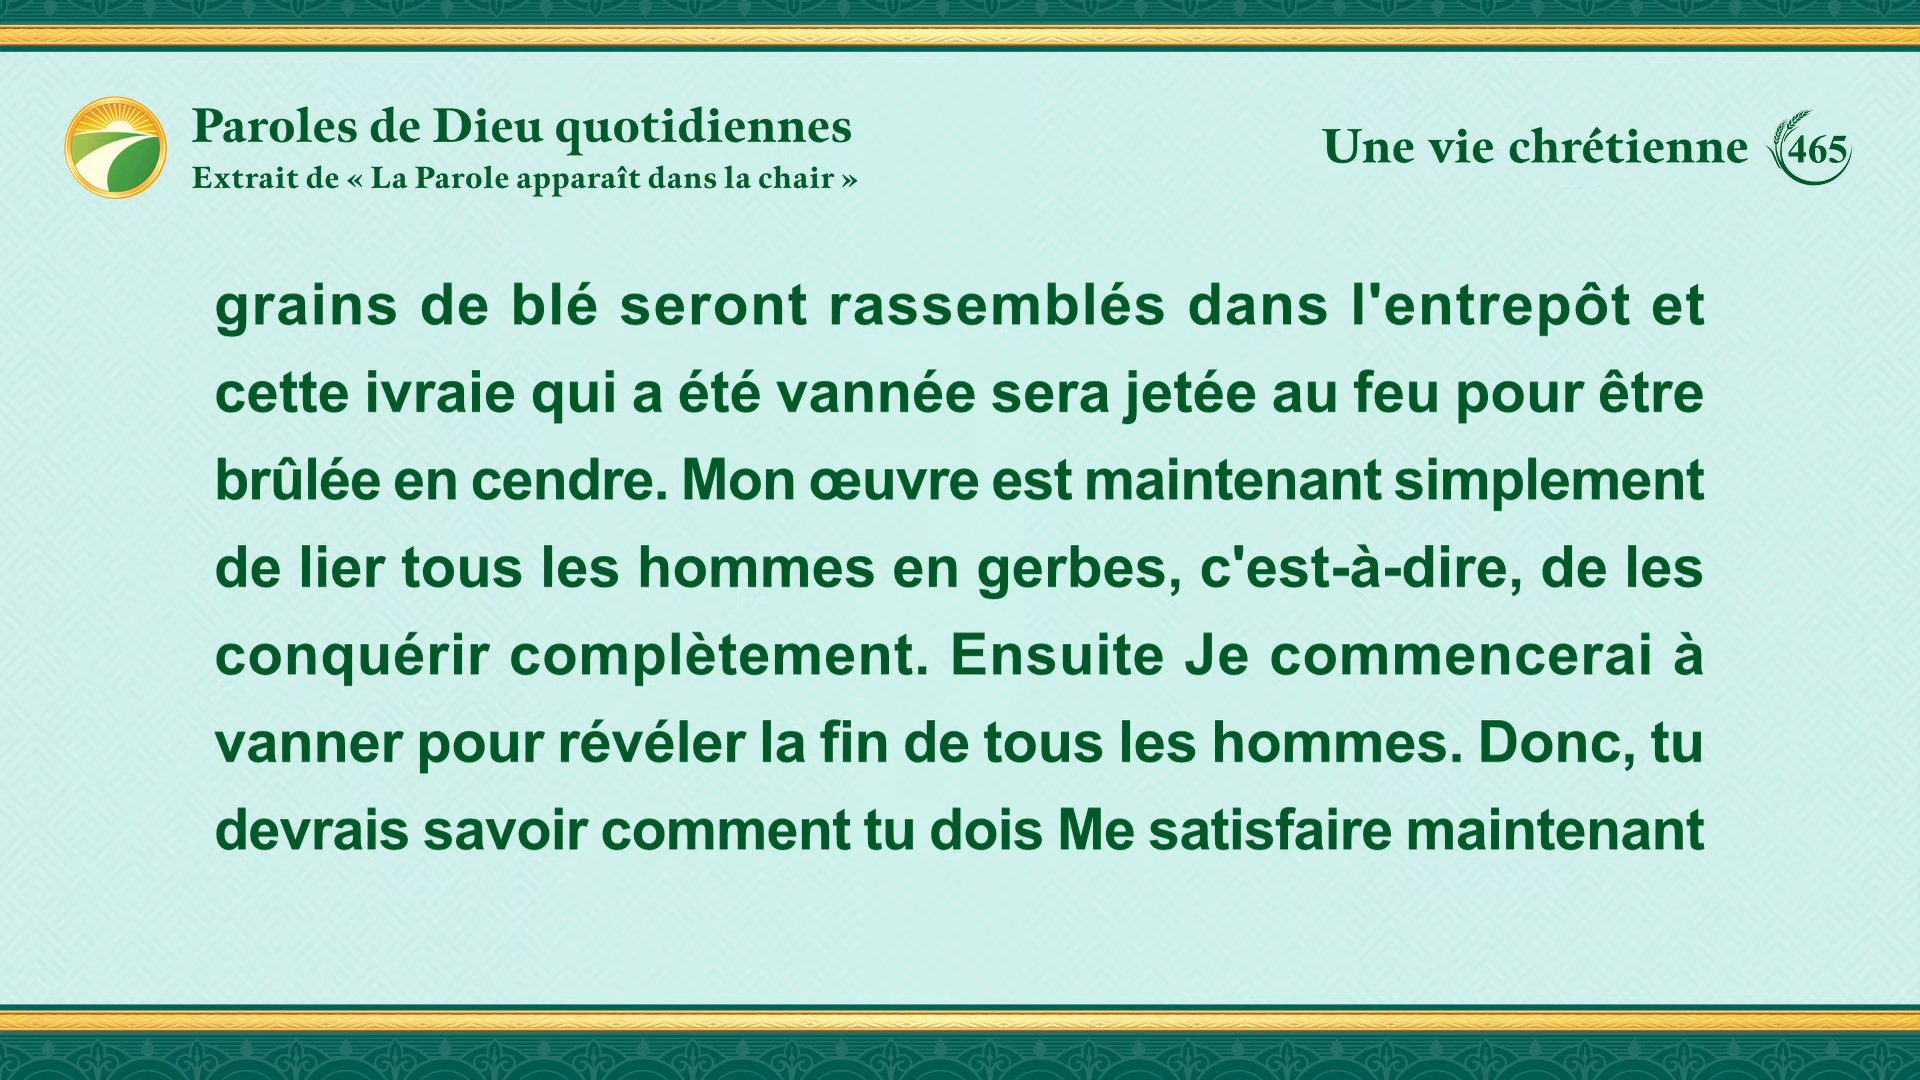 Paroles de Dieu quotidiennes
Extrait de « La Parole apparaît dans la chair »
Une vie chrétienne 465
grains de blé seront rassemblés dans l'entrepôt et
cette ivraie qui a été vannée sera jetée au feu pour être
brûlée en cendre. Mon œuvre est maintenant simplement
de lier tous les hommes en gerbes, c'est-à-dire, de les
conquérir complètement. Ensuite Je commencerai à
vanner pour révéler la fin de tous les hommes. Donc, tu
devrais savoir comment tu dois Me satisfaire maintenant